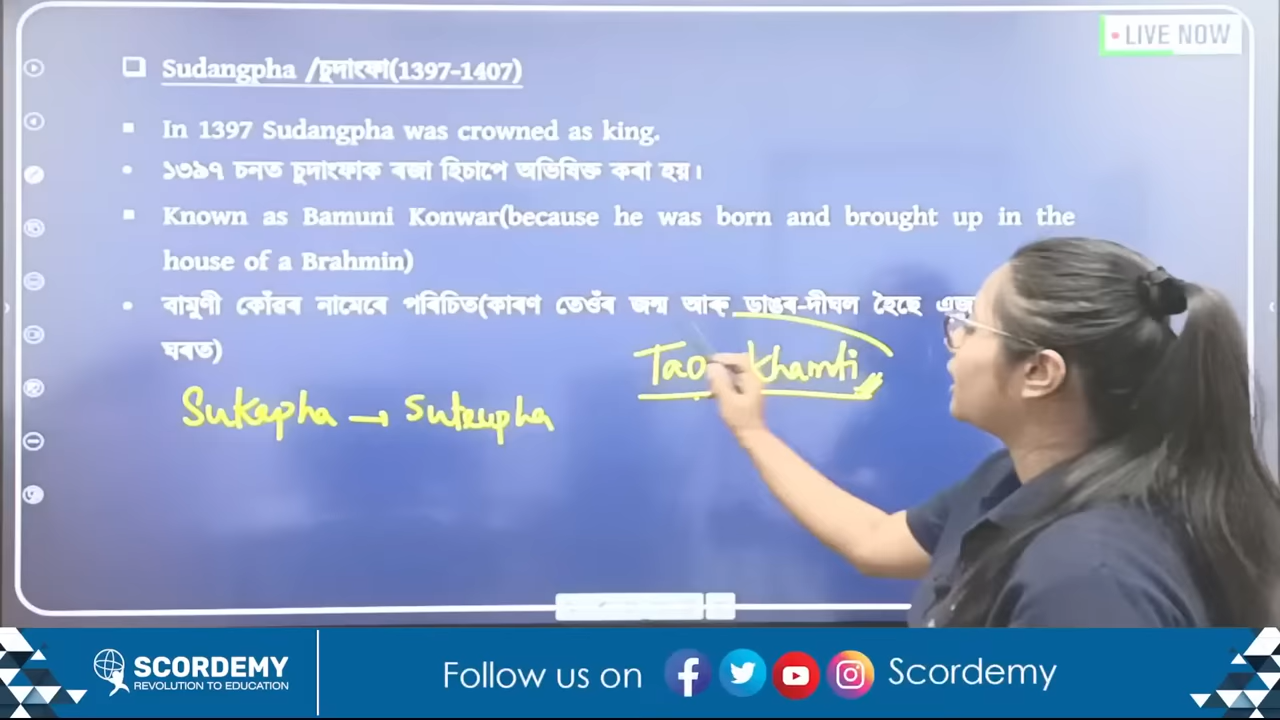 LIVE NOW
Sudangpha /চুদাংফা(1397-1407)
In 1397 Sudangpha was crowned as king.
১৩৯৭ চনত চুদাংফাক ৰজা হিচাপে অভিষিক্ত কৰা হয়।
Known as Bamuni Konwar(because he was born and brought up in the
house of a Brahmin)
বামুণী কোঁৱৰ নামেৰে পৰিচিত(কাৰণ তেওঁৰ জন্ম আৰু ডাঙৰ-দীঘল হৈছে
ঘৰত)
Tao Khamti
Sukapha → Suteupha
SCORDEMY
REVOLUTION TO EDUCATION
Follow us on
Scordemy